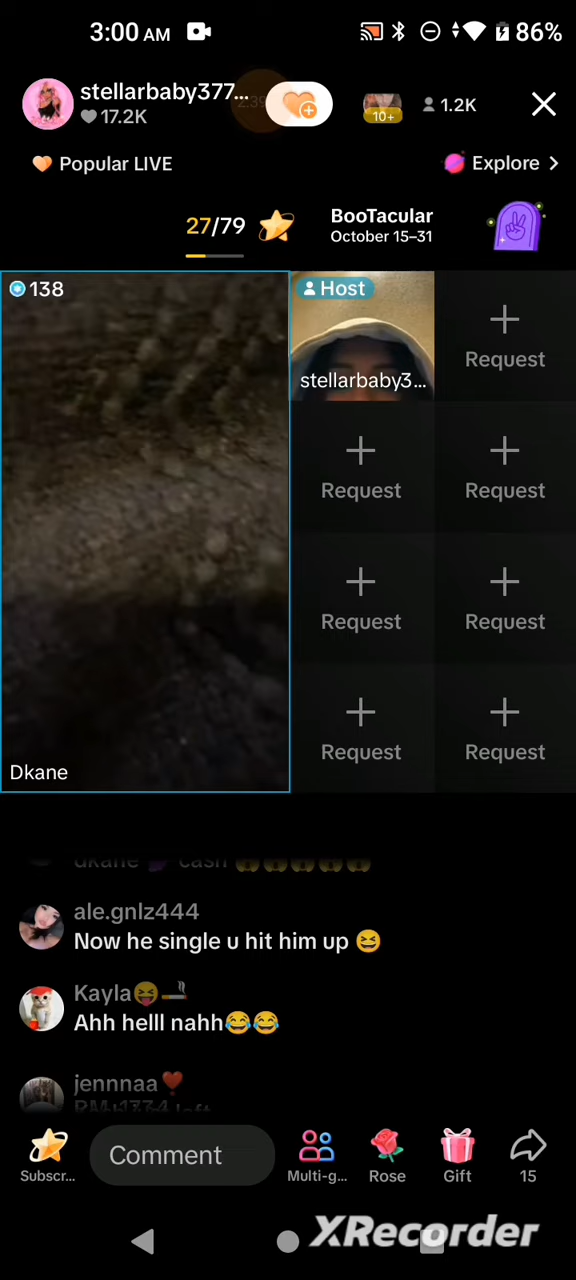 3:00 AM
86%
stellarbaby377...
17.2K
10+
1.2K
Popular LIVE
Explore >
27/79
BooTacular
October 15–31
138
Host
+
Request
stellarbaby3...
+
Request
+
Request
+
Request
+
Request
+
Request
+
Request
Dkane
dkane cash
ale.gnlz444
Now he single u hit him up 😆
Kayla😝🚬
Ahh helll nahh😂😂
jennnaa❣️
Subscr...
Comment
Multi-g...
Rose
Gift
15
XRecorder